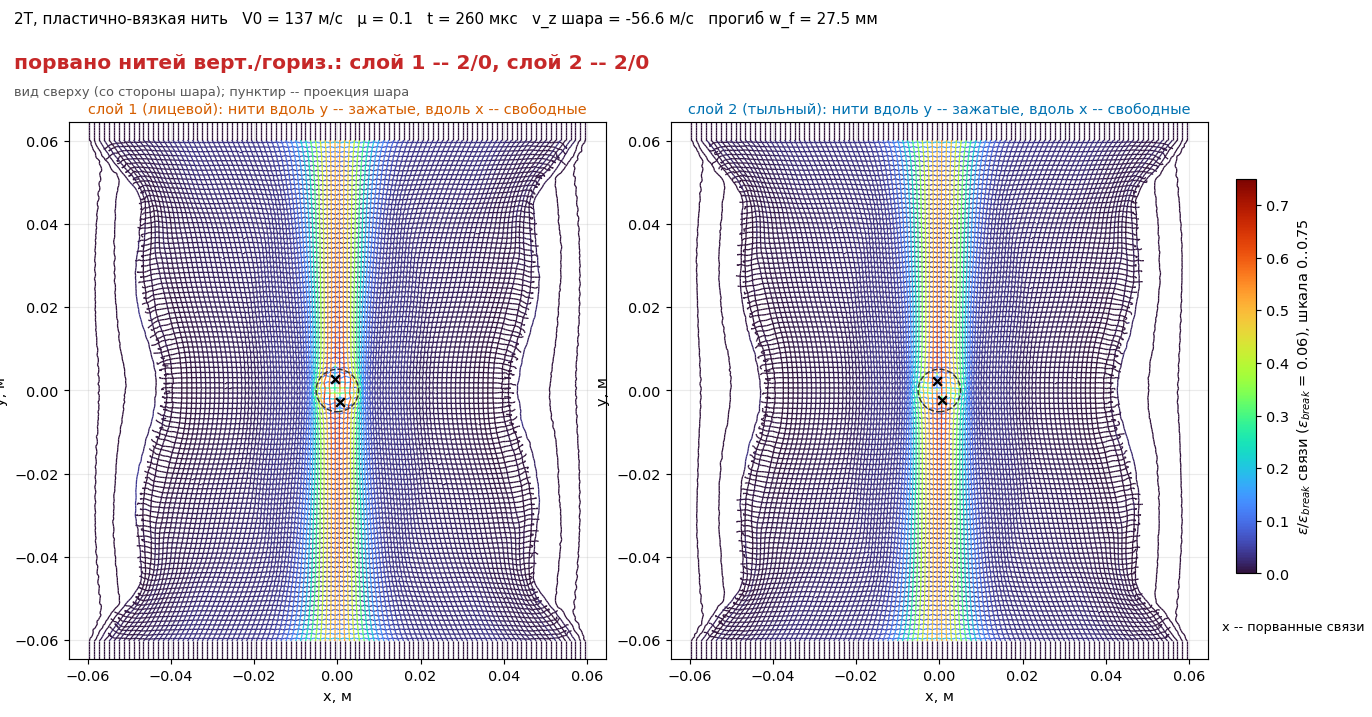 2T, пластично-вязкая нить   V0 = 137 м/с   μ = 0.1   t = 260 мкс   v_z шара = -56.6 м/с   прогиб w_f = 27.5 мм
порвано нитей верт./гориз.: слой 1 -- 2/0, слой 2 -- 2/0
вид сверху (со стороны шара); пунктир -- проекция шара
слой 1 (лицевой): нити вдоль y -- зажатые, вдоль x -- свободные
0.06
0.04
0.02
0.00
−0.02
−0.04
−0.06
−0.06 −0.04 −0.02 0.00 0.02 0.04 0.06
x, м
y, м
слой 2 (тыльный): нити вдоль y -- зажатые, вдоль x -- свободные
0.06
0.04
0.02
0.00
−0.02
−0.04
−0.06
−0.06 −0.04 −0.02 0.00 0.02 0.04 0.06
x, м
y, м
0.7
0.6
0.5
0.4
0.3
0.2
0.1
0.0
ε/ε_break связи (ε_break = 0.06), шкала 0..0.75
x -- порванные связи